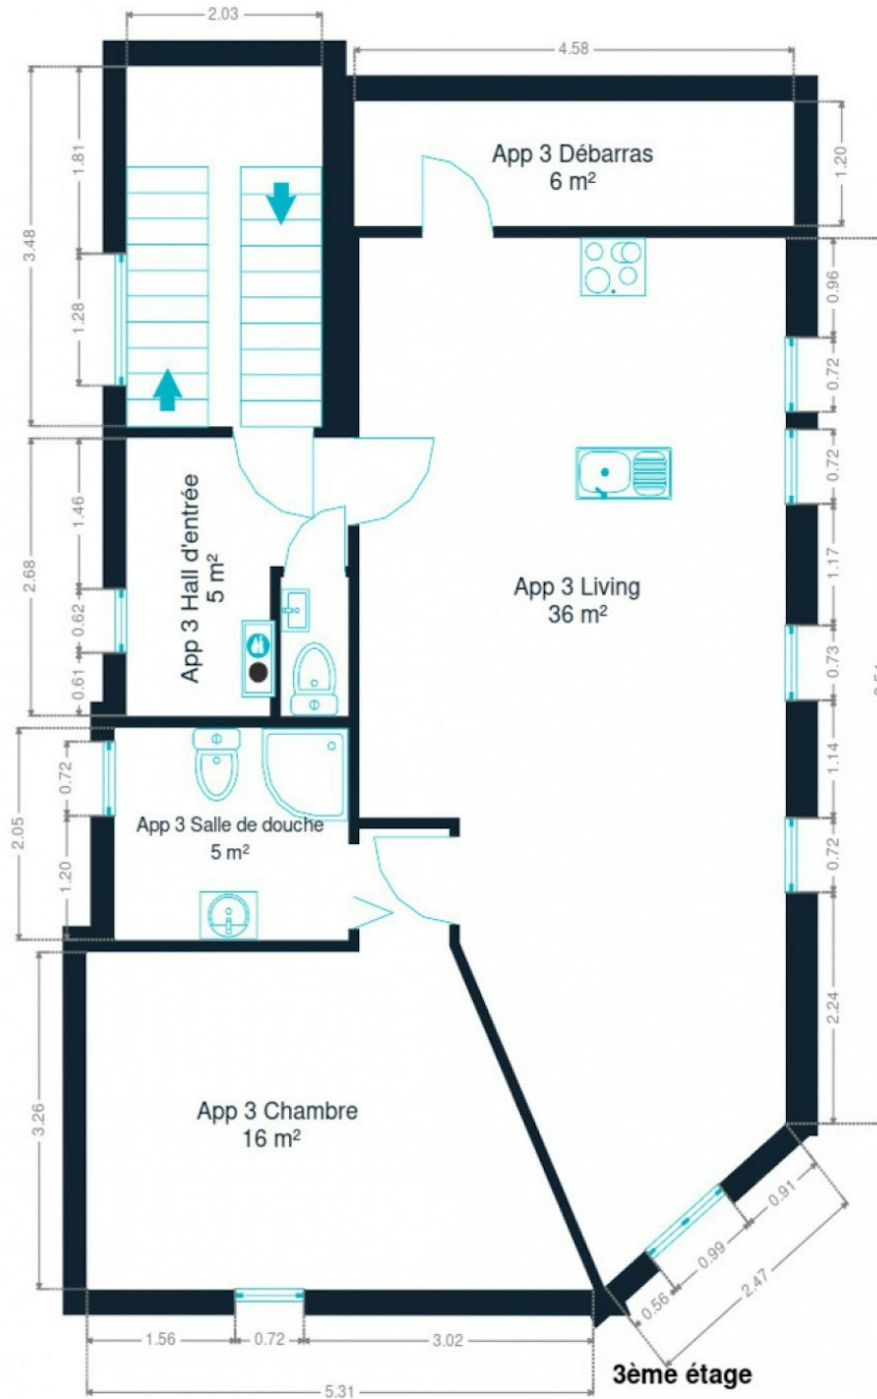 2.03
4.58
1.81
3.48
1.28
App 3 Débarras
6 m²
1.20
0.96
0.72
0.72
1.46
2.68
0.62
0.61
App 3 Hall d'entrée
5 m²
App 3 Living
36 m²
1.17
0.73
1.14
0.72
2.24
2.05
0.72
1.20
App 3 Salle de douche
5 m²
3.26
App 3 Chambre
16 m²
0.91
0.99
0.56
2.47
1.56
0.72
3.02
5.31
3ème étage